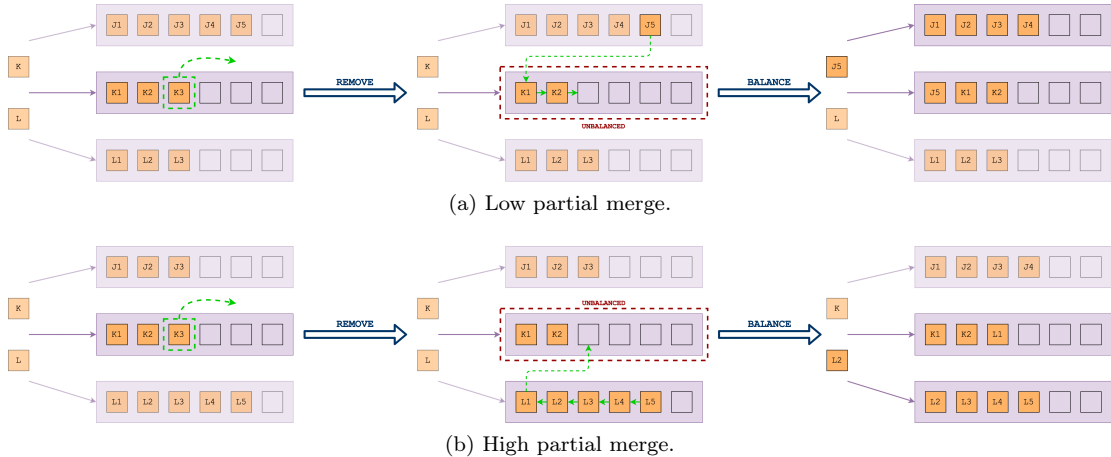 J1 J2 J3 J4 J5 J1 J2 J3 J4 J5 J1 J2 J3 J4
K K J5
K1 K2 K3 REMOVE K1 K2 BALANCE J5 K1 K2
L L L
UNBALANCED
L1 L2 L3 L1 L2 L3 L1 L2 L3
(a) Low partial merge.
J1 J2 J3 J1 J2 J3 J1 J2 J3 J4
UNBALANCED
K K K
K1 K2 K3 REMOVE K1 K2 BALANCE K1 K2 L1
L L L2
L1 L2 L3 L4 L5 L1 L2 L3 L4 L5 L2 L3 L4 L5
(b) High partial merge.